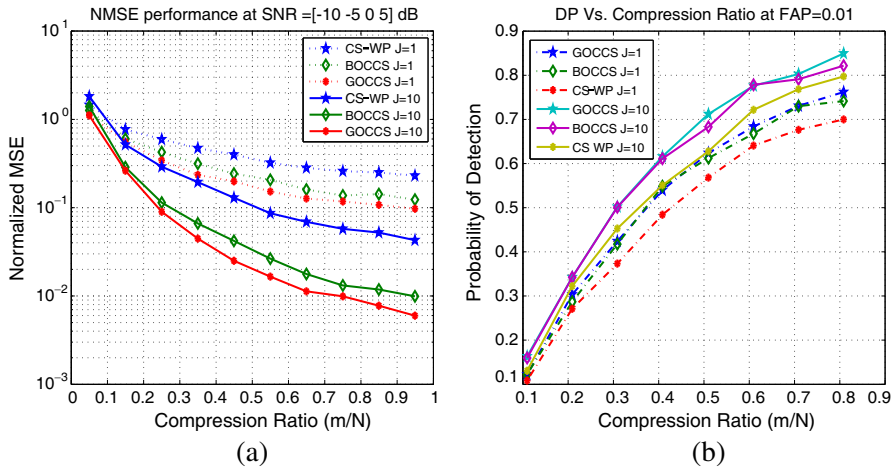 NMSE performance at SNR =[-10 -5 0 5] dB
Normalized MSE
10^1
10^0
10^-1
10^-2
10^-3
CS-WP J=1
BOCCS J=1
GOCCS J=1
CS-WP J=10
BOCCS J=10
GOCCS J=10
0 0.1 0.2 0.3 0.4 0.5 0.6 0.7 0.8 0.9 1
Compression Ratio (m/N)
(a)
DP Vs. Compression Ratio at FAP=0.01
Probability of Detection
0.9
0.8
0.7
0.6
0.5
0.4
0.3
0.2
0.1
GOCCS J=1
BOCCS J=1
CS-WP J=1
GOCCS J=10
BOCCS J=10
CS WP J=10
0.1 0.2 0.3 0.4 0.5 0.6 0.7 0.8 0.9
Compression Ratio (m/N)
(b)